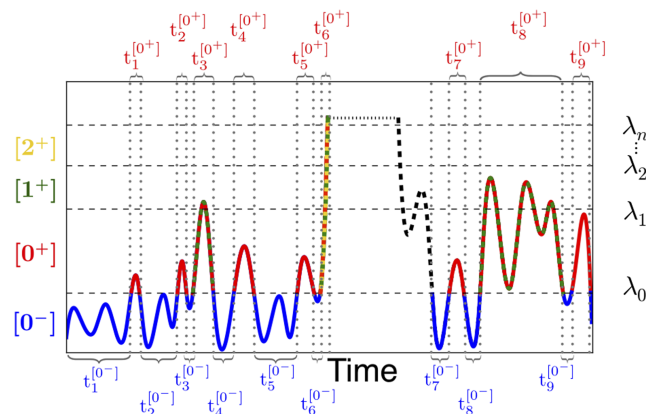 t_2^{[0^+]} t_4^{[0^+]} t_6^{[0^+]} t_8^{[0^+]}
t_1^{[0^+]} t_3^{[0^+]} t_5^{[0^+]} t_7^{[0^+]} t_9^{[0^+]}
λ_n
⋮
[2^+]
λ_2
[1^+]
λ_1
[0^+]
λ_0
[0^-]
Time
t_1^{[0^-]} t_3^{[0^-]} t_5^{[0^-]} t_7^{[0^-]} t_9^{[0^-]}
t_2^{[0^-]} t_4^{[0^-]} t_6^{[0^-]} t_8^{[0^-]}